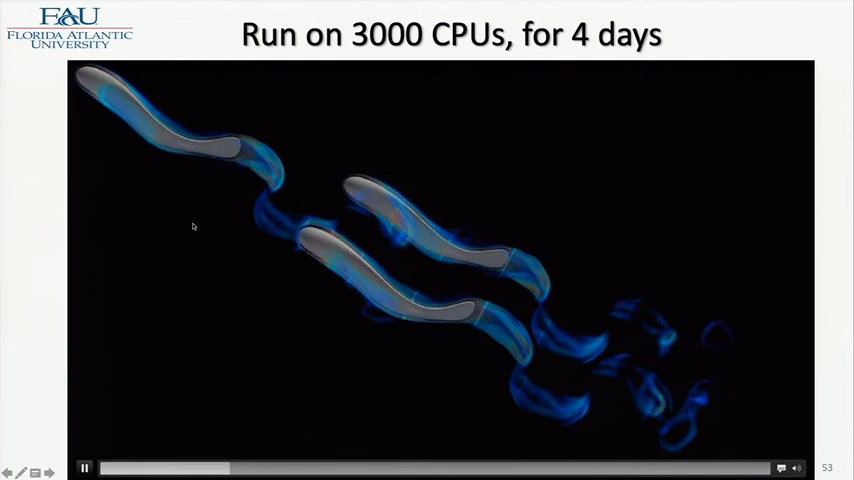 FAU
FLORIDA ATLANTIC
UNIVERSITY
Run on 3000 CPUs, for 4 days
53